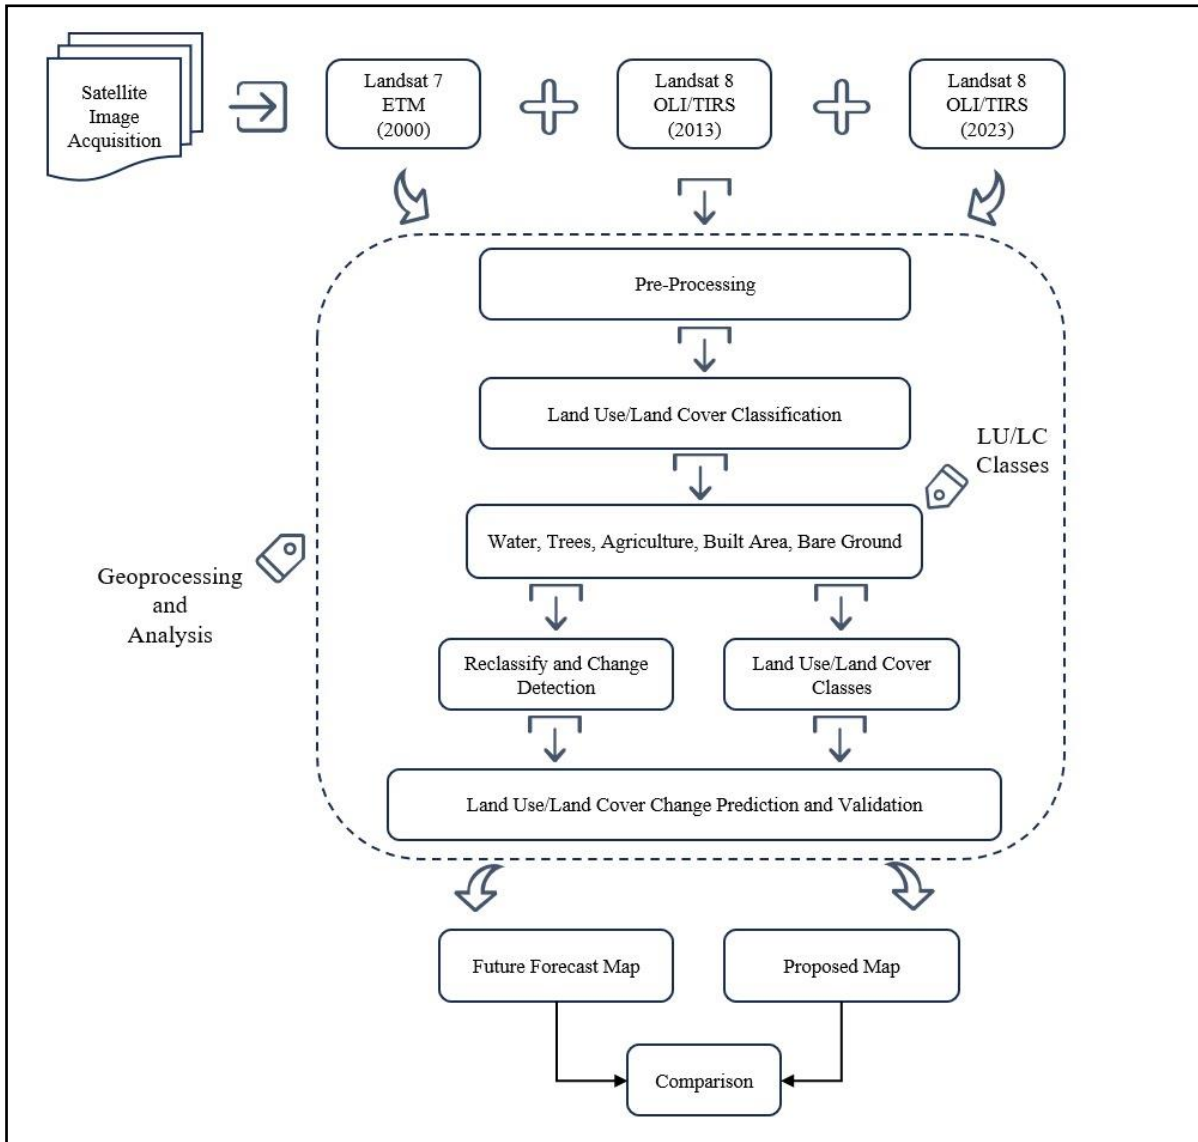 Satellite
Image
Acquisition
Landsat 7
ETM
(2000)
Landsat 8
OLI/TIRS
(2013)
Landsat 8
OLI/TIRS
(2023)
Pre-Processing
Land Use/Land Cover Classification
LU/LC
Classes
Water, Trees, Agriculture, Built Area, Bare Ground
Geoprocessing
and
Analysis
Reclassify and Change
Detection
Land Use/Land Cover
Classes
Land Use/Land Cover Change Prediction and Validation
Future Forecast Map
Proposed Map
Comparison